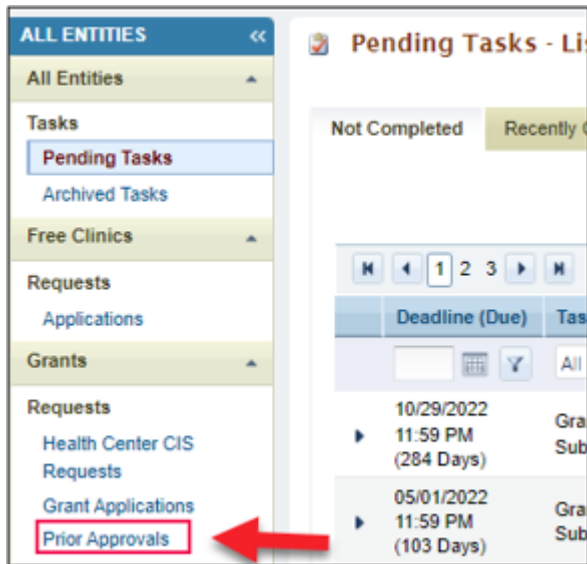 ALL ENTITIES <<
All Entities
Tasks
Pending Tasks
Archived Tasks
Free Clinics
Requests
Applications
Grants
Requests
Health Center CIS
Requests
Grant Applications
Prior Approvals
Pending Tasks - Lis
Not Completed Recently
1 2 3
Deadline (Due) Tas
All
10/29/2022
11:59 PM
(284 Days)
Gra
Sub
05/01/2022
11:59 PM
(103 Days)
Gra
Sub